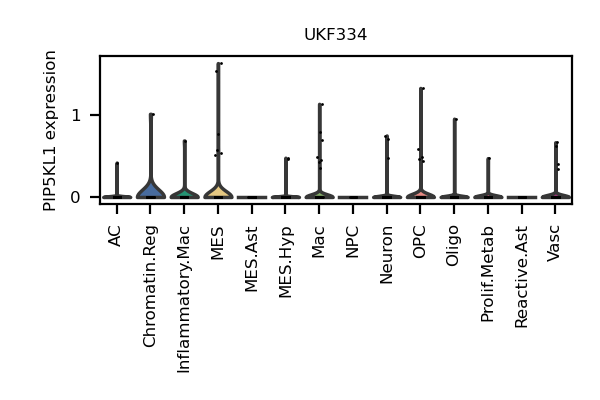 UKF334
PIP5KL1 expression
1
0
AC
Chromatin.Reg
Inflammatory.Mac
MES
MES.Ast
MES.Hyp
Mac
NPC
Neuron
OPC
Oligo
Prolif.Metab
Reactive.Ast
Vasc